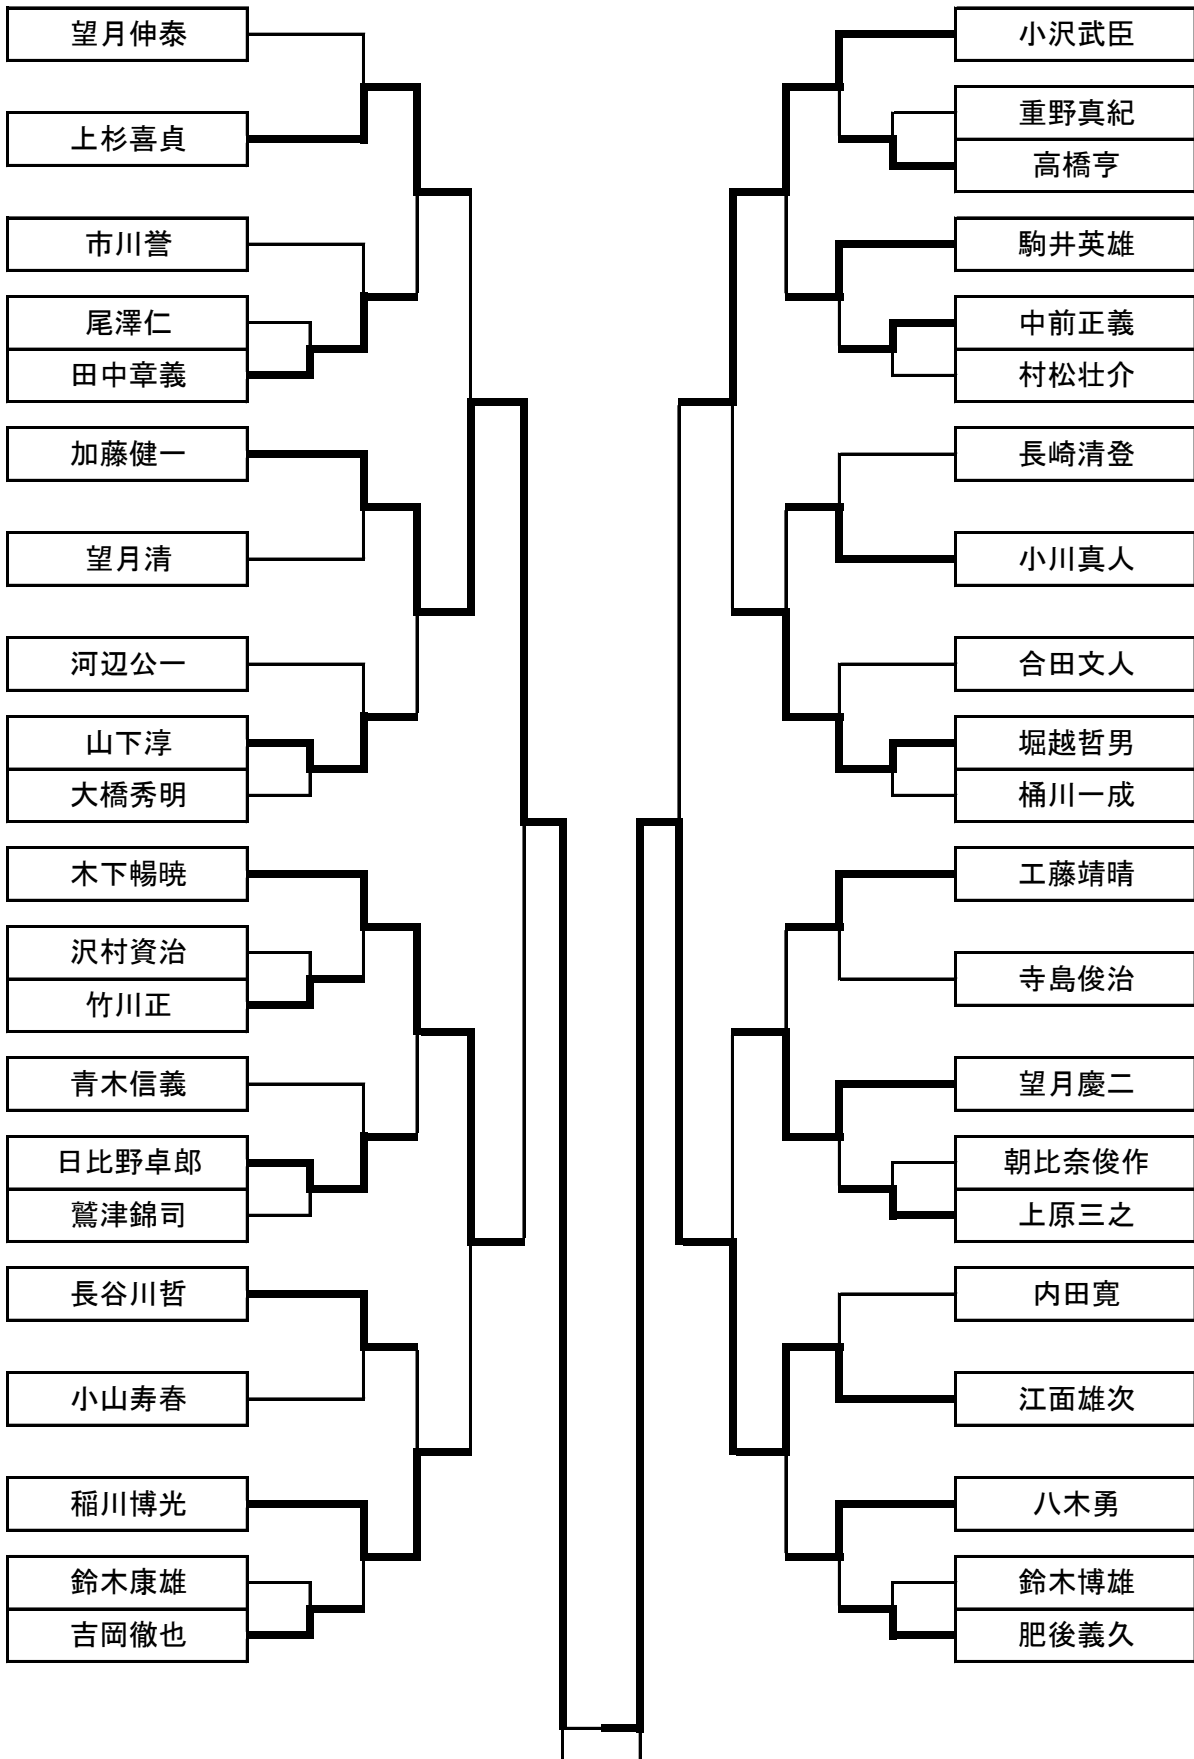 望月伸泰
上杉喜貞
市川誉
尾澤仁
田中章義
加藤健一
望月清
河辺公一
山下淳
大橋秀明
木下暢暁
沢村資治
竹川正
青木信義
日比野卓郎
鷲津錦司
長谷川哲
小山寿春
稲川博光
鈴木康雄
吉岡徹也
小沢武臣
重野真紀
高橋亨
駒井英雄
中前正義
村松壮介
長崎清登
小川真人
合田文人
堀越哲男
桶川一成
工藤靖晴
寺島俊治
望月慶二
朝比奈俊作
上原三之
内田寛
江面雄次
八木勇
鈴木博雄
肥後義久